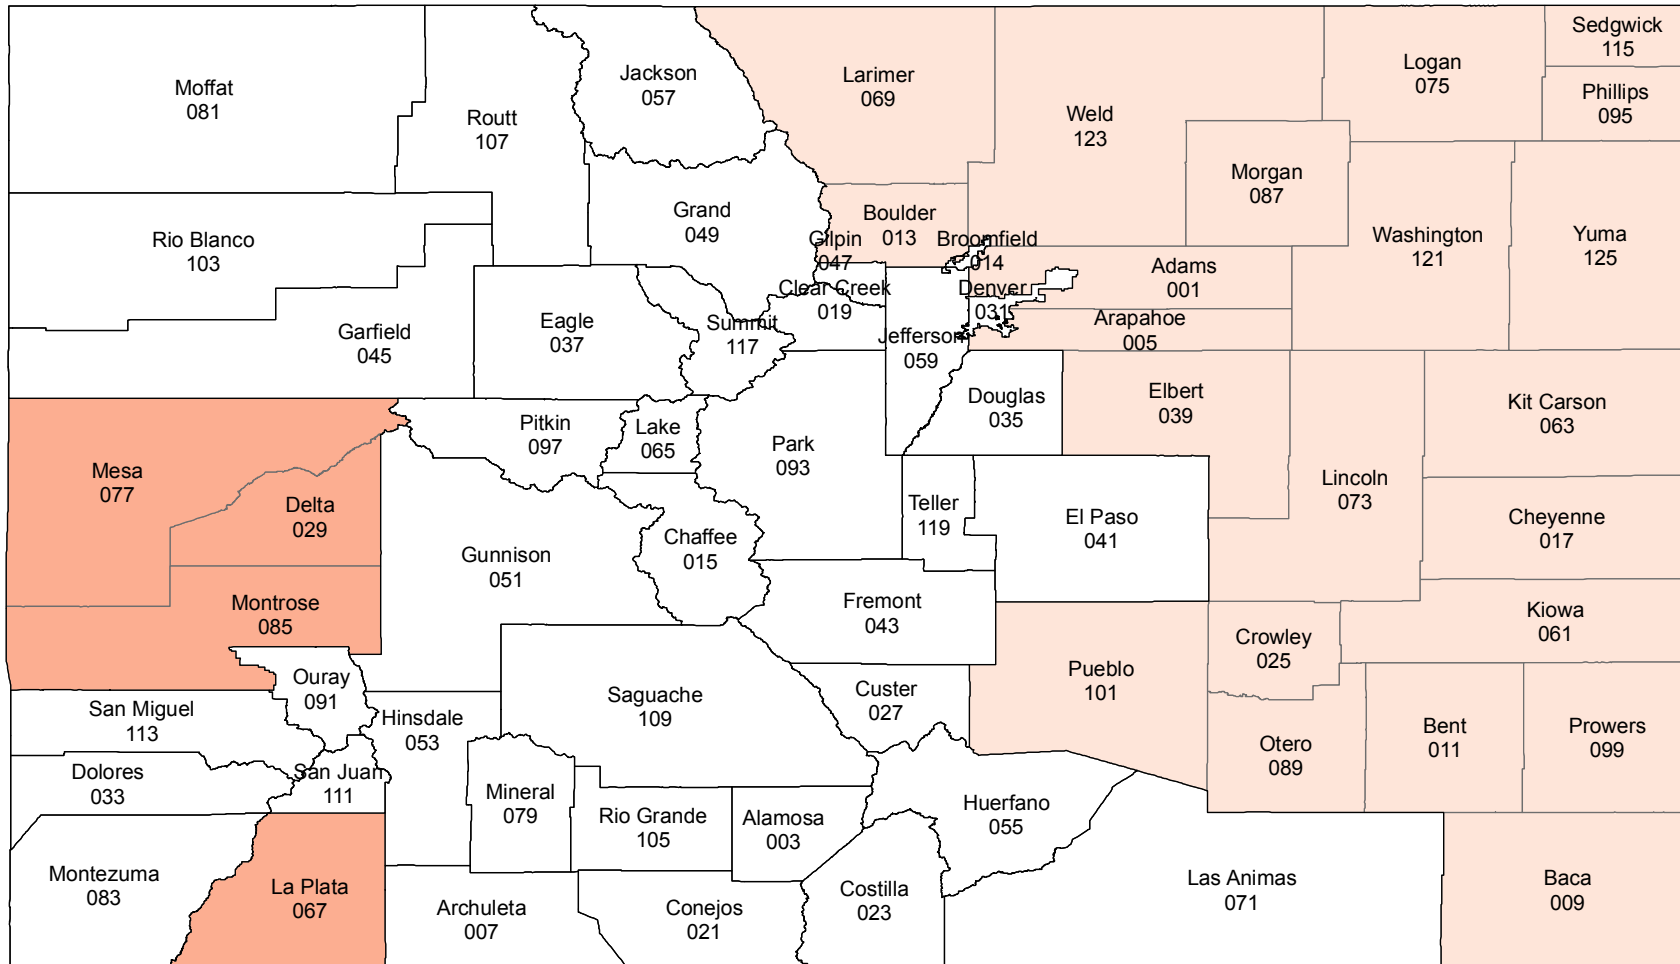 Moffat
081
Routt
107
Jackson
057
Larimer
069
Weld
123
Logan
075
Sedgwick
115
Phillips
095
Morgan
087
Rio Blanco
103
Grand
049
Boulder
013
Gilpin
047
Broomfield
014
Washington
121
Yuma
125
Garfield
045
Eagle
037
Summit
117
Clear Creek
019
Jefferson
059
Denver
031
Adams
001
Arapahoe
005
Mesa
077
Delta
029
Pitkin
097
Lake
065
Park
093
Douglas
035
Elbert
039
Lincoln
073
Kit Carson
063
Cheyenne
017
Gunnison
051
Chaffee
015
Teller
119
El Paso
041
Montrose
085
Fremont
043
Kiowa
061
Crowley
025
Ouray
091
San Miguel
113
Hinsdale
053
Saguache
109
Custer
027
Pueblo
101
Otero
089
Bent
011
Prowers
099
Dolores
033
San Juan
111
Mineral
079
Rio Grande
105
Alamosa
003
Huerfano
055
Montezuma
083
La Plata
067
Archuleta
007
Conejos
021
Costilla
023
Las Animas
071
Baca
009